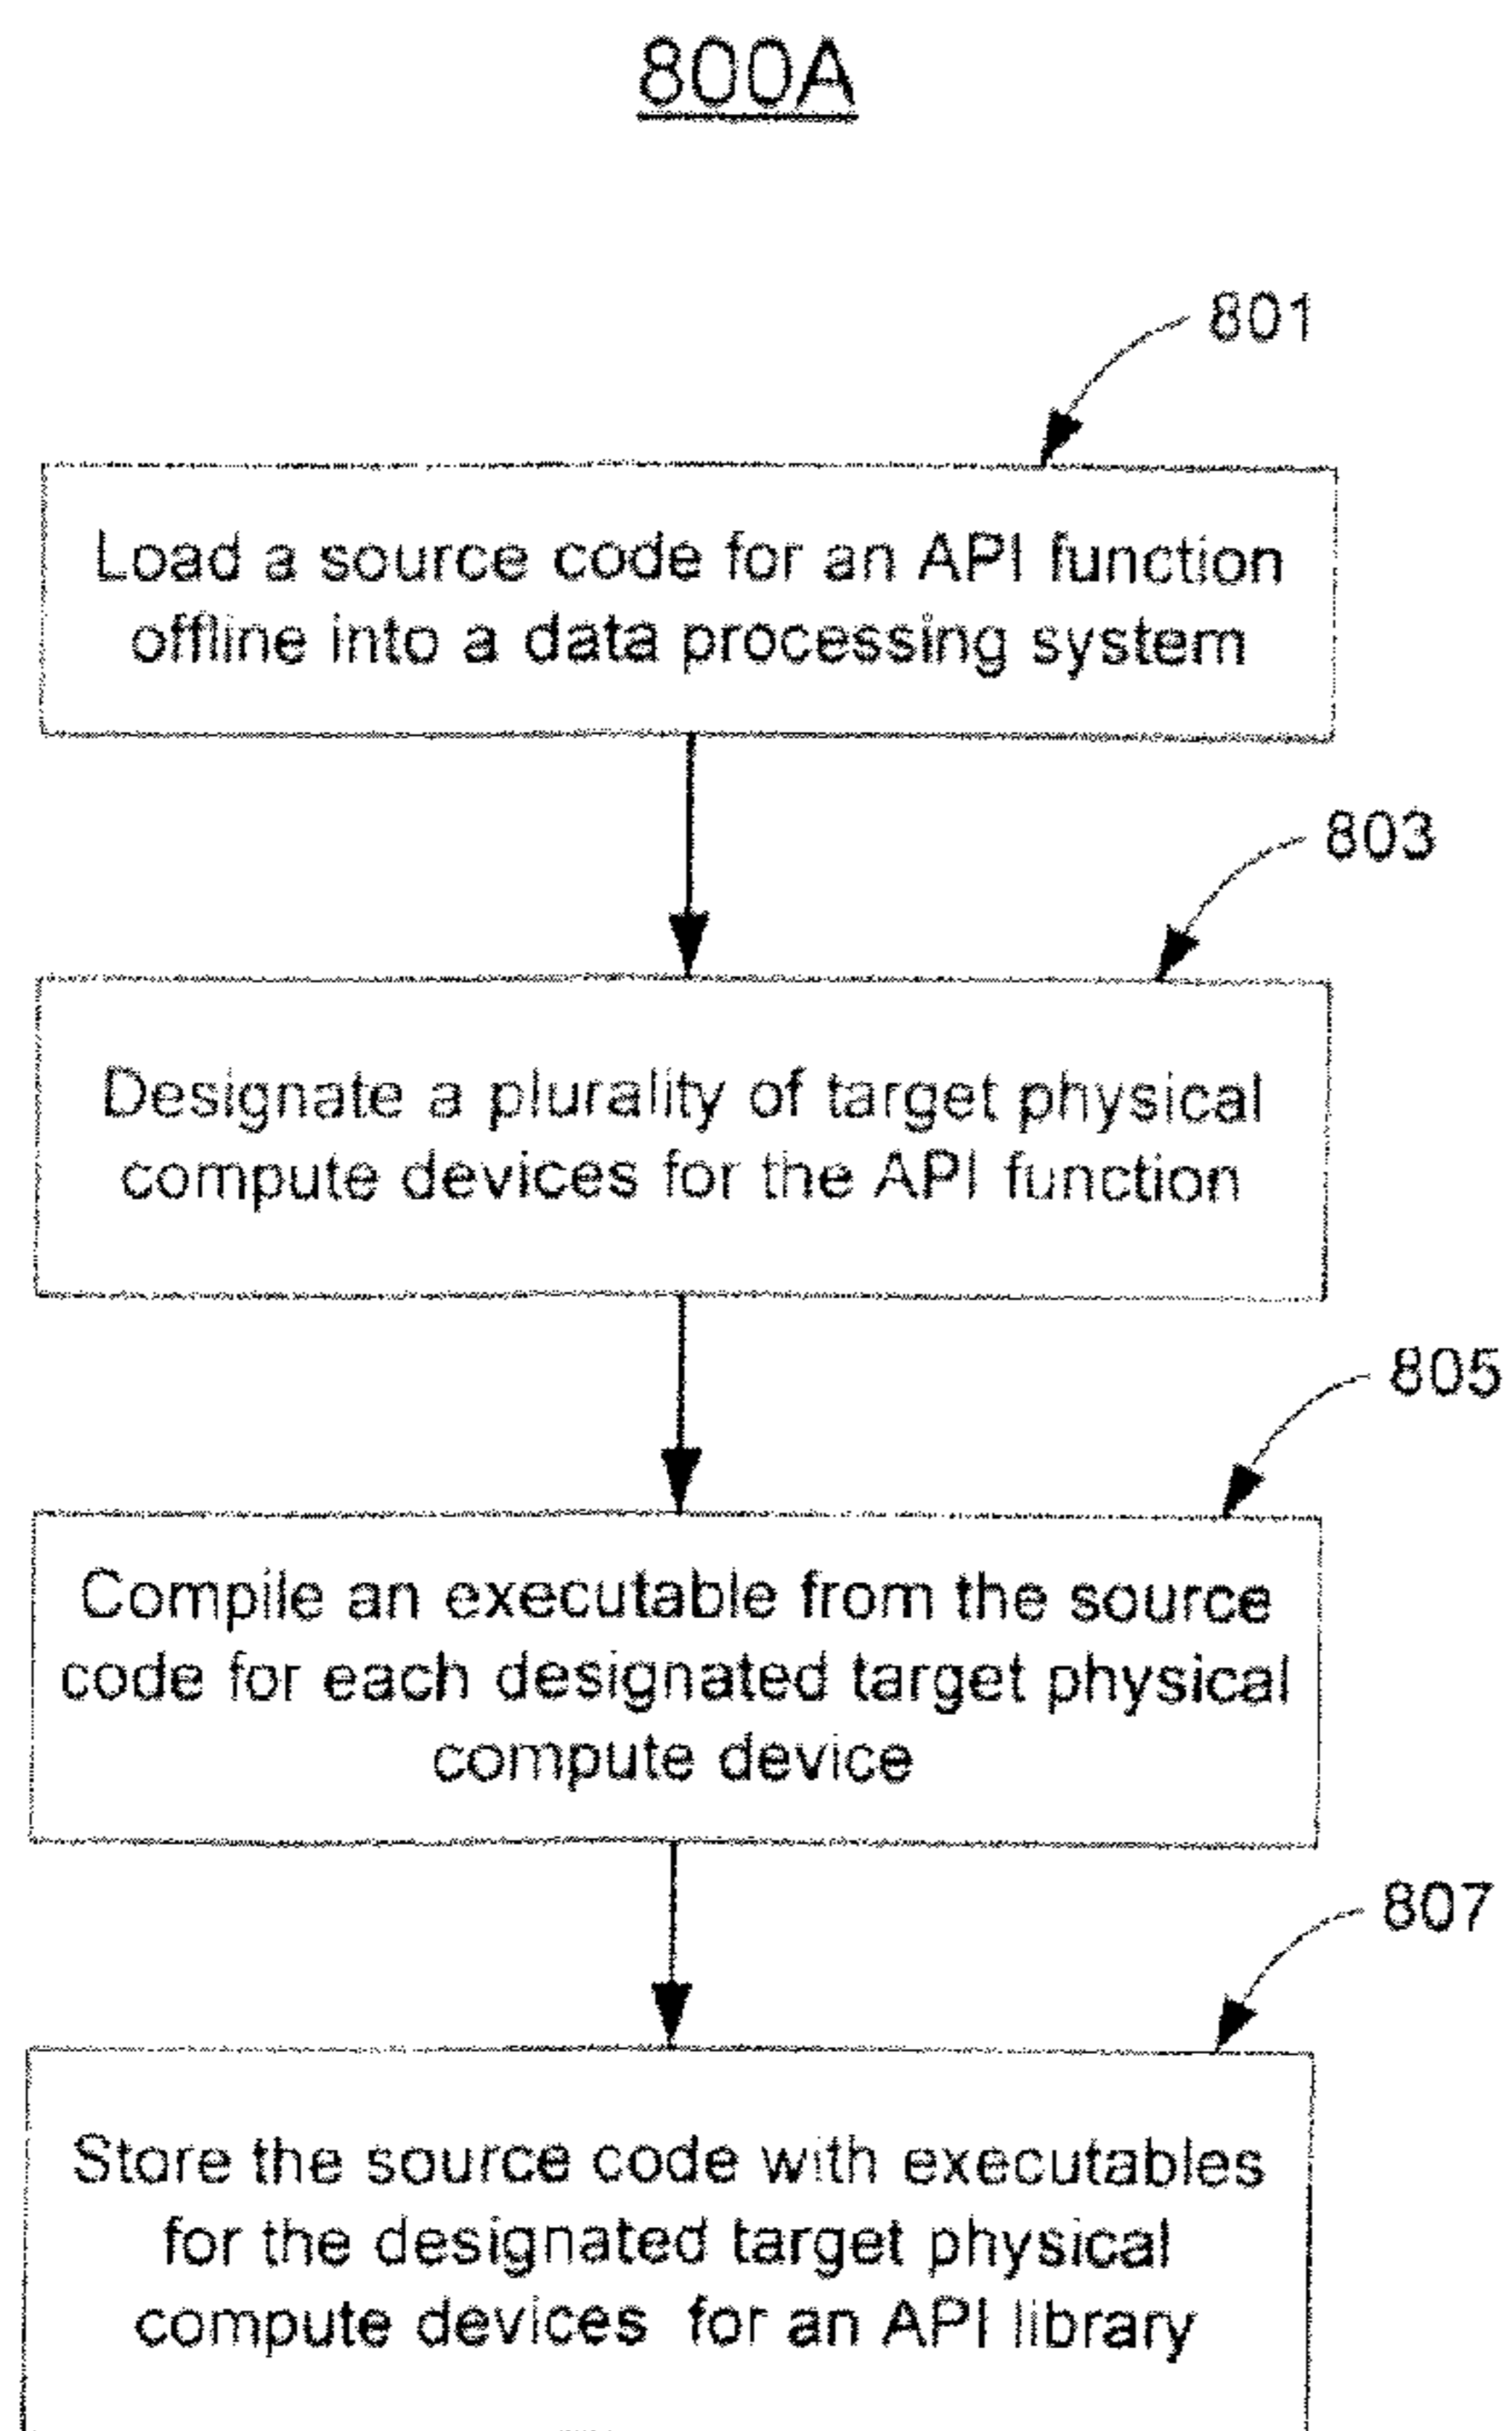 800A
801
Load a source code for an API function
offline into a data processing system
803
Designate a plurality of target physical
compute devices for the API function
805
Compile an executable from the source
code for each designated target physical
compute device
807
Store the source code with executables
for the designated target physical
compute devices for an API library